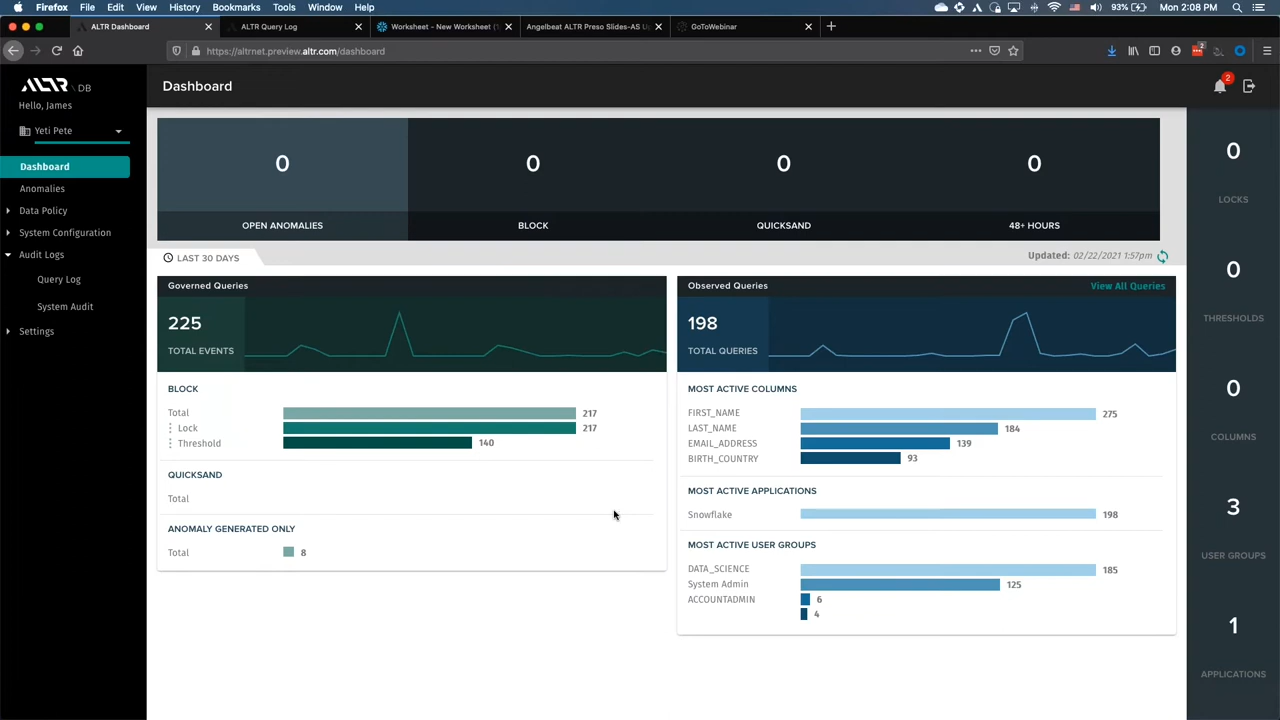 Firefox File Edit View History Bookmarks Tools Window Help 93% Mon 2:08 PM
ALTR Dashboard
ALTR Query Log
Worksheet - New Worksheet ('
Angelbeat ALTR Preso Slides-AS U
GoToWebinar
https://altrnet.preview.altr.com/dashboard
ALTR \ DB
Hello, James
Yeti Pete
Dashboard
Anomalies
Data Policy
System Configuration
Audit Logs
Query Log
System Audit
Settings
Dashboard
2
0
OPEN ANOMALIES
0
BLOCK
0
QUICKSAND
0
48+ HOURS
LAST 30 DAYS
Updated: 02/22/2021 1:57pm
Governed Queries
225
TOTAL EVENTS
BLOCK
Total 217
Lock 217
Threshold 140
QUICKSAND
Total
ANOMALY GENERATED ONLY
Total 8
Observed Queries View All Queries
198
TOTAL QUERIES
MOST ACTIVE COLUMNS
FIRST_NAME 275
LAST_NAME 184
EMAIL_ADDRESS 139
BIRTH_COUNTRY 93
MOST ACTIVE APPLICATIONS
Snowflake 198
MOST ACTIVE USER GROUPS
DATA_SCIENCE 185
System Admin 125
ACCOUNTADMIN 6
4
0
LOCKS
0
THRESHOLDS
0
COLUMNS
3
USER GROUPS
1
APPLICATIONS